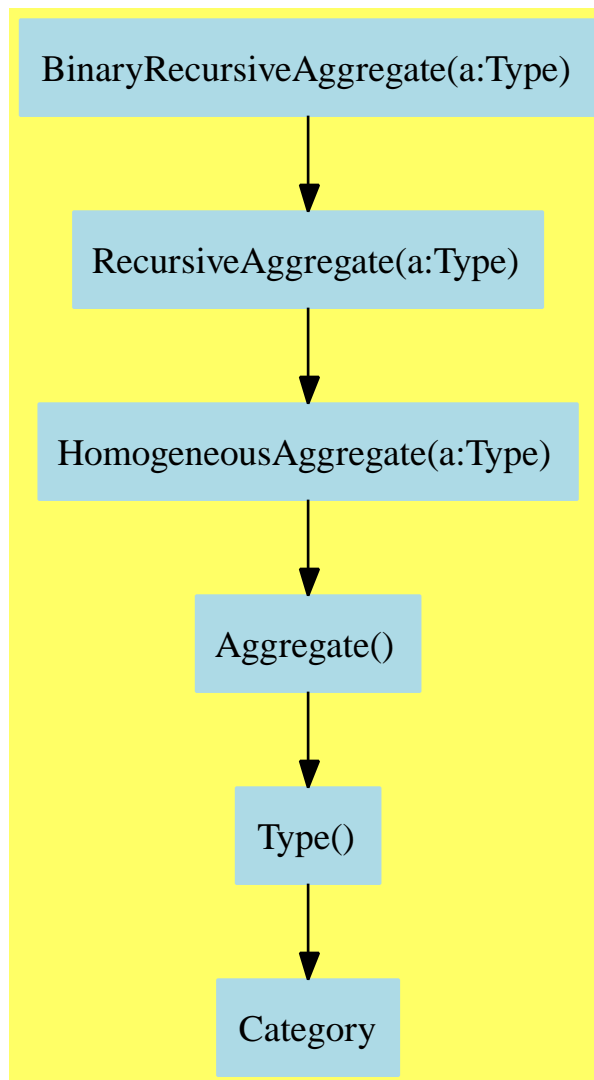 BinaryRecursiveAggregate(a:Type)
RecursiveAggregate(a:Type)
HomogeneousAggregate(a:Type)
Aggregate()
Type()
Category